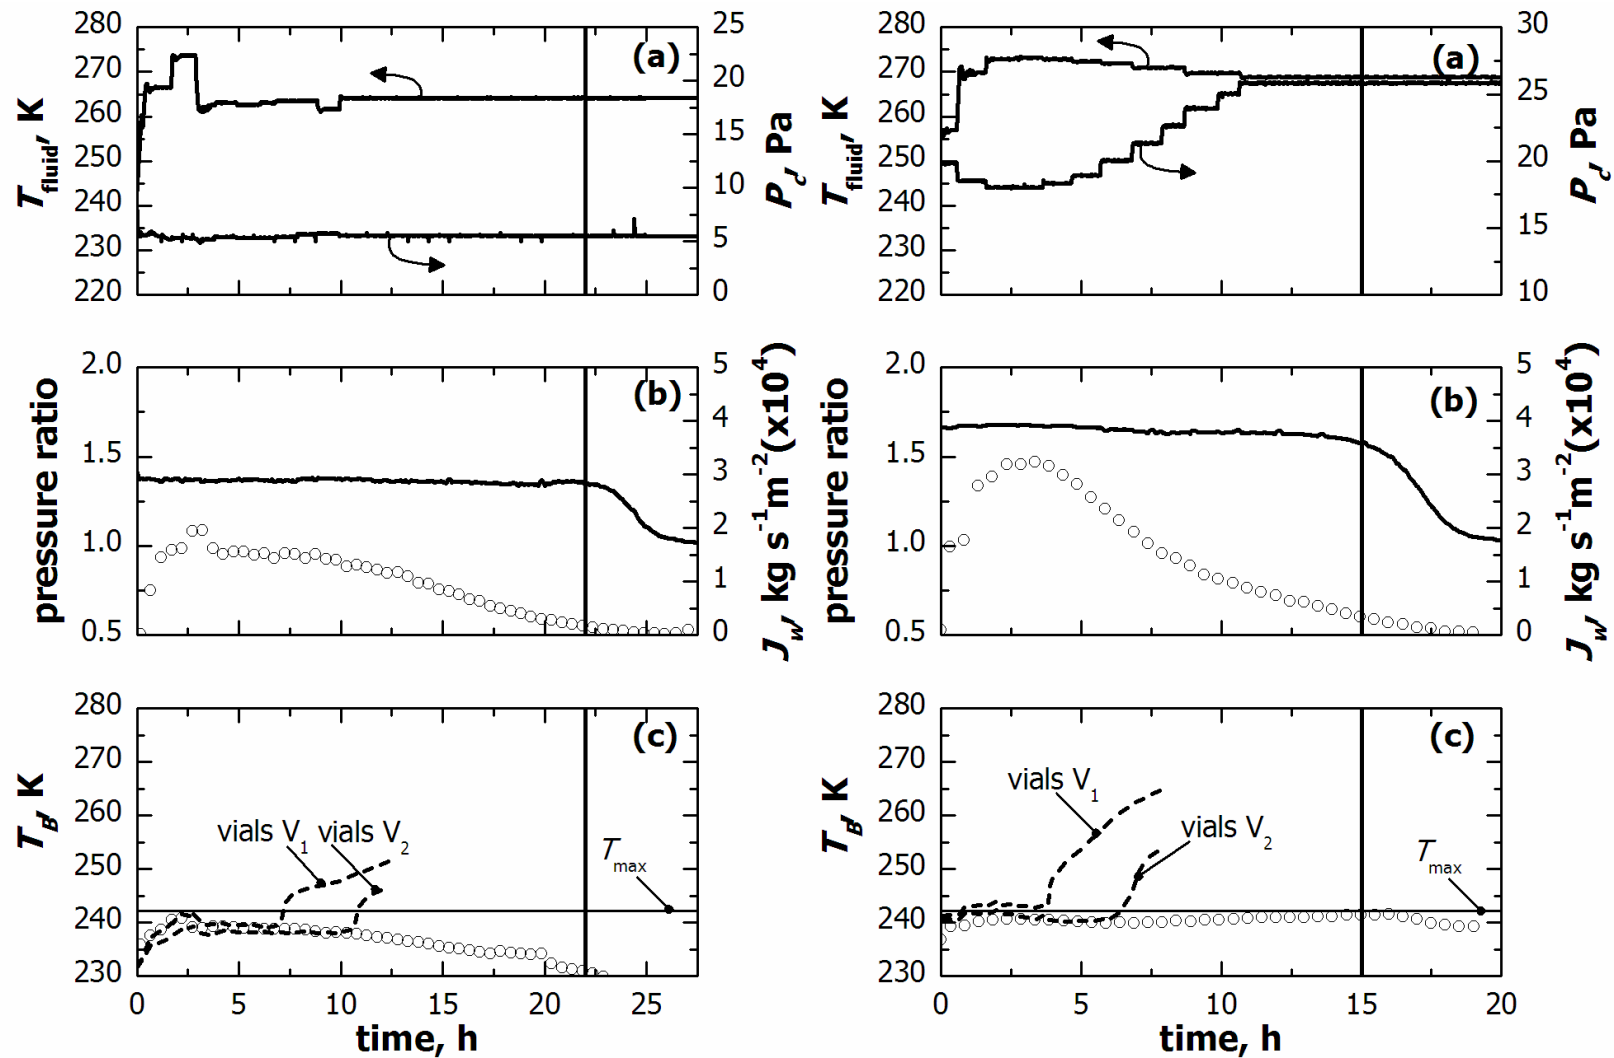 280 270 260 250 240 230 220
T_fluid, K
25 20 15 10 5 0
P_c, Pa
(a)
280 270 260 250 240 230 220
T_fluid, K
30 25 20 15 10
P_c, Pa
(a)
2.0 1.5 1.0 0.5
pressure ratio
5 4 3 2 1 0
J_w, kg s^-1 m^-2 (x10^4)
(b)
2.0 1.5 1.0 0.5
pressure ratio
5 4 3 2 1 0
J_w, kg s^-1 m^-2 (x10^4)
(b)
280 270 260 250 240 230
T_B, K
(c)
vials V_1 vials V_2
T_max
0 5 10 15 20 25
time, h
280 270 260 250 240 230
T_B, K
(c)
vials V_1
vials V_2
T_max
0 5 10 15 20
time, h